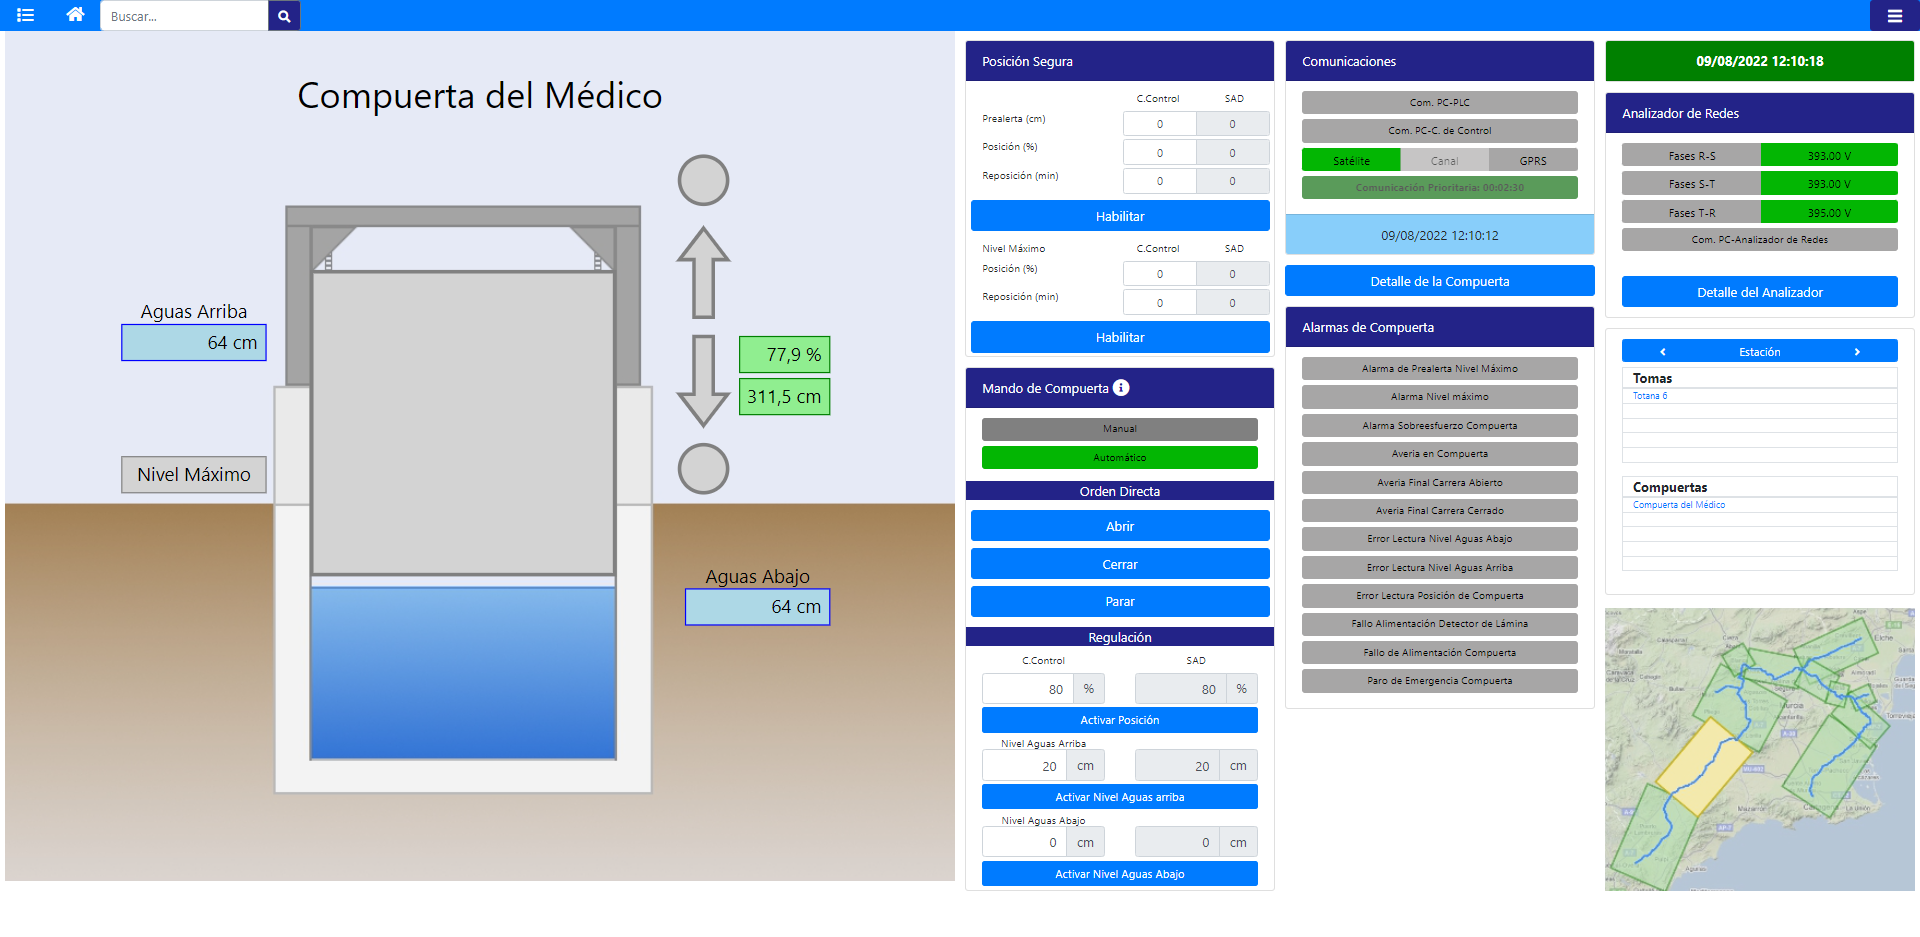 Buscar...
Compuerta del Médico
Aguas Arriba
64 cm
77,9 %
311,5 cm
Nivel Máximo
Aguas Abajo
64 cm
Posición Segura
C.Control SAD
Prealerta (cm) 0 0
Posición (%) 0 0
Reposición (min) 0 0
Habilitar
Nivel Máximo C.Control SAD
Posición (%) 0 0
Reposición (min) 0 0
Habilitar
Mando de Compuerta
Manual
Automático
Orden Directa
Abrir
Cerrar
Parar
Regulación
C.Control SAD
80 % 80 %
Activar Posición
Nivel Aguas Arriba
20 cm 20 cm
Activar Nivel Aguas arriba
Nivel Aguas Abajo
0 cm 0 cm
Activar Nivel Aguas Abajo
Comunicaciones
Com. PC-PLC
Com. PC-C. de Control
Satélite Canal GPRS
Comunicación Prioritaria: 00:02:30
09/08/2022 12:10:12
Detalle de la Compuerta
Alarmas de Compuerta
Alarma de Prealerta Nivel Máximo
Alarma Nivel máximo
Alarma Sobreesfuerzo Compuerta
Averia en Compuerta
Averia Final Carrera Abierto
Averia Final Carrera Cerrado
Error Lectura Nivel Aguas Abajo
Error Lectura Nivel Aguas Arriba
Error Lectura Posición de Compuerta
Fallo Alimentación Detector de Lámina
Fallo de Alimentación Compuerta
Paro de Emergencia Compuerta
09/08/2022 12:10:18
Analizador de Redes
Fases R-S 393.00 V
Fases S-T 393.00 V
Fases T-R 395.00 V
Com. PC-Analizador de Redes
Detalle del Analizador
Estación
Tomas
Totana 6
Compuertas
Compuerta del Médico
Elche
Murcia
Torrevieja
Mazarrón
AP-7
Aguilas